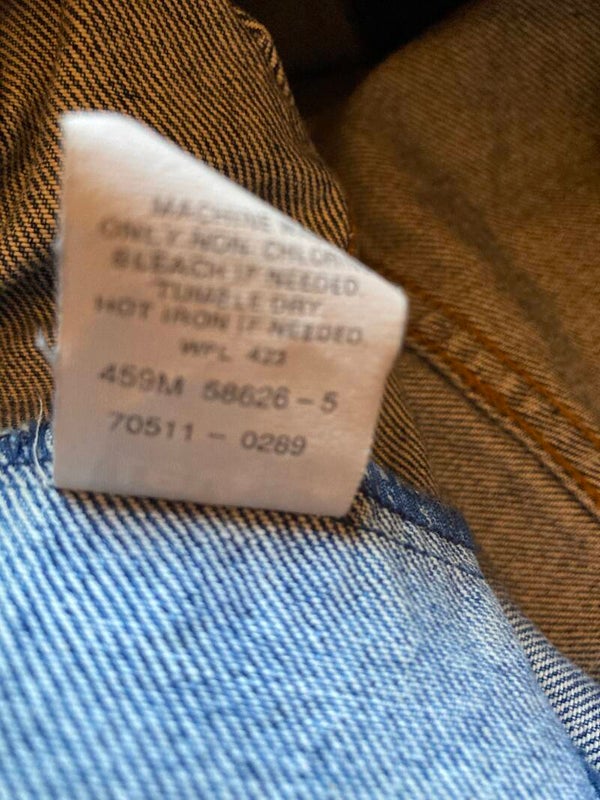 MACHINE
ONLY NON. CHLORI
BLEACH IF NEEDED.
TUMBLE DRY
HOT IRON IF NEEDED.
WPL 423
459M 58626-5
70511-0289